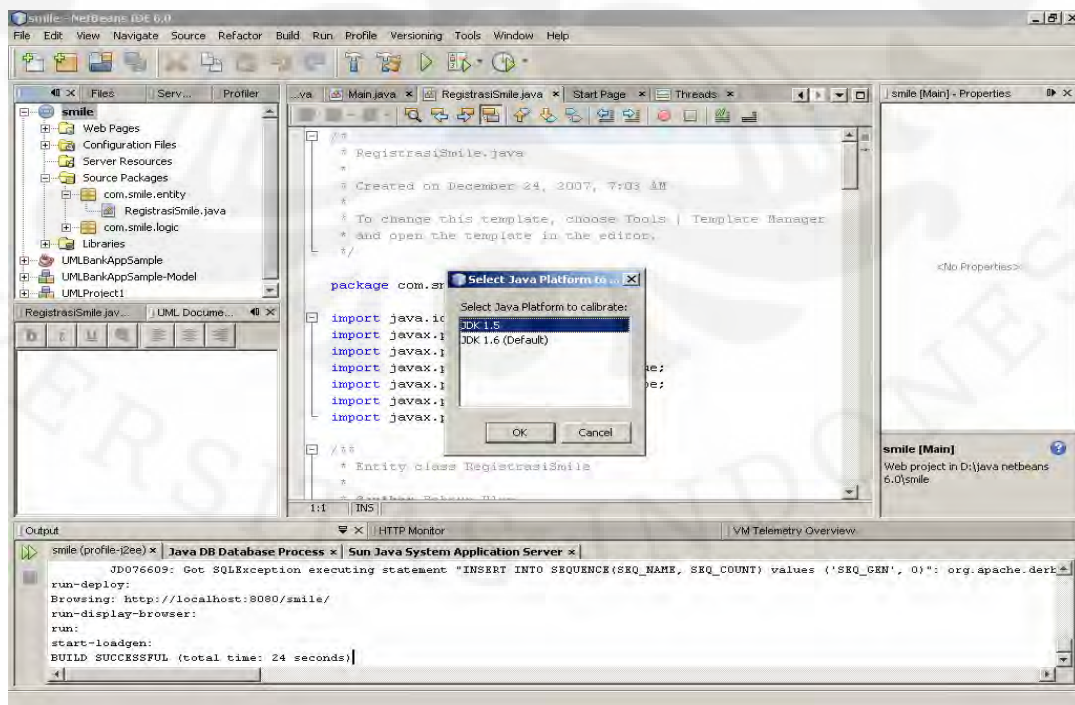 smile - NetBeans IDE 6.0
File Edit View Navigate Source Refactor Build Run Profile Versioning Tools Window Help
Files Serv... Profiler
...va Main.java RegistrasiSmile.java Start Page Threads
smile [Main] - Properties
smile
Web Pages
Configuration Files
Server Resources
Source Packages
com.smile.entity
RegistrasiSmile.java
com.smile.logic
Libraries
UMLBankAppSample
UMLBankAppSample-Model
UMLProject1
RegistrasiSmile.jav... UML Docume...
b i U
/**
* RegistrasiSmile.java
*
* Created on December 24, 2007, 7:03 AM
*
* To change this template, choose Tools | Template Manager
* and open the template in the editor.
*/
package com.sm
import java.io
import javax.p
import javax.p
import javax.p ue;
import javax.p pe;
import javax.p
import javax.p
/**
* Entity class RegistrasiSmile
*
1:1 INS
Select Java Platform to ...
Select Java Platform to calibrate:
JDK 1.5
JDK 1.6 (Default)
OK Cancel
<No Properties>
smile [Main]
Web project in D:\java netbeans
6.0\smile
Output HTTP Monitor VM Telemetry Overview
smile (profile-j2ee) Java DB Database Process Sun Java System Application Server
JDO76609: Got SQLException executing statement "INSERT INTO SEQUENCE(SEQ_NAME, SEQ_COUNT) values ('SEQ_GEN', 0)": org.apache.derb
run-deploy:
Browsing: http://localhost:8080/smile/
run-display-browser:
run:
start-loadgen:
BUILD SUCCESSFUL (total time: 24 seconds)